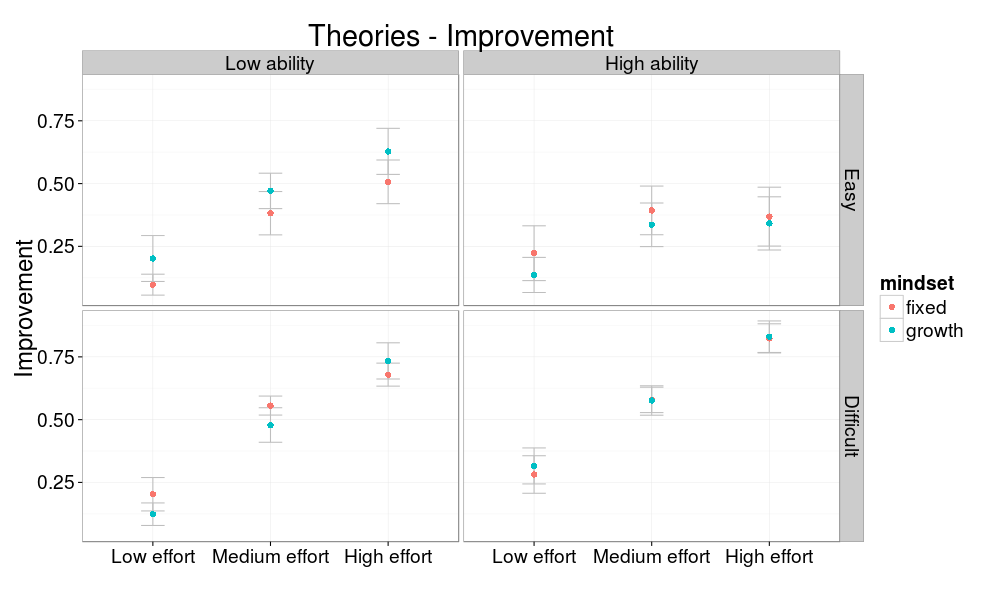 Theories - Improvement
Low ability
High ability
0.75
0.50
0.25
Easy
Improvement
mindset
fixed
growth
0.75
0.50
0.25
Difficult
Low effort
Medium effort
High effort
Low effort
Medium effort
High effort